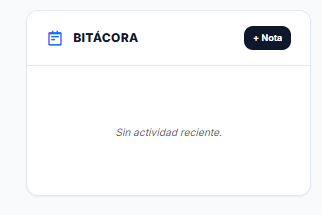 BITÁCORA
+ Nota
Sin actividad reciente.